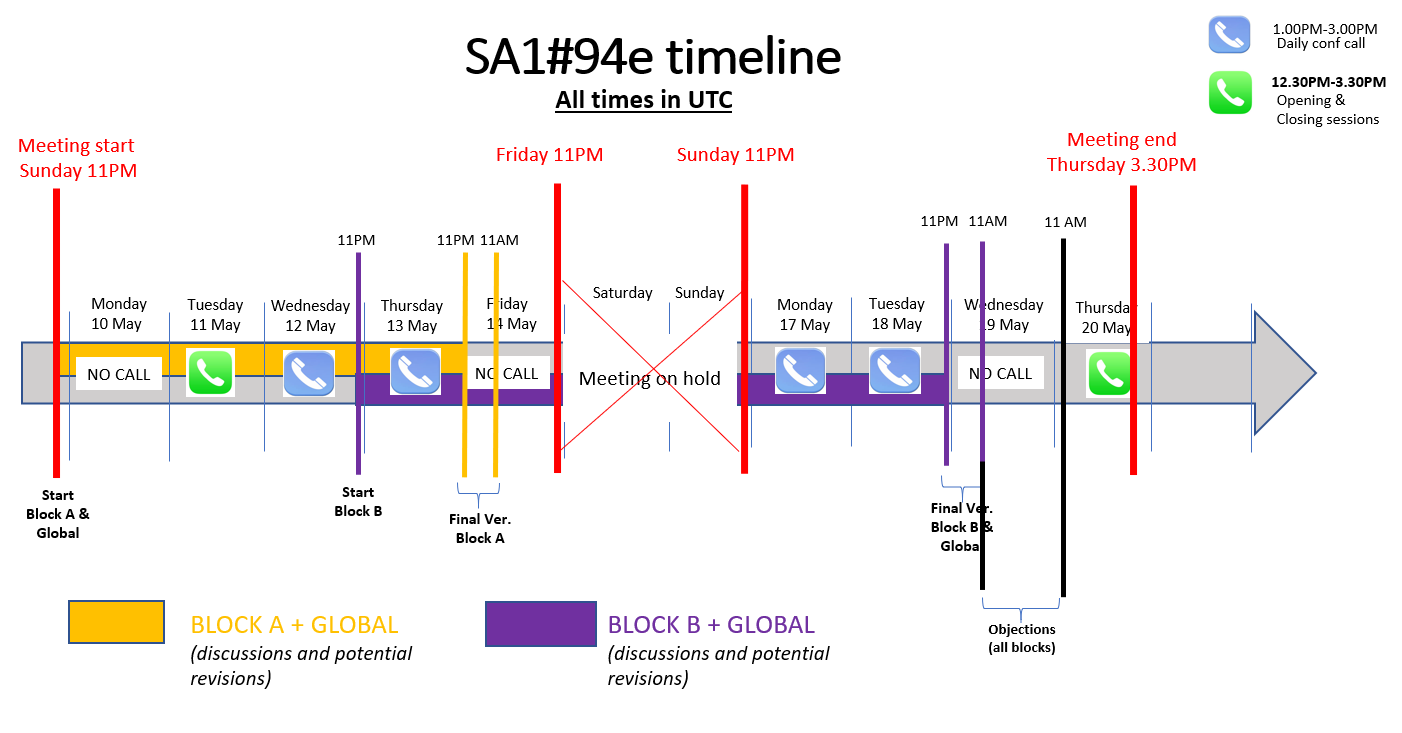 SA1#94e timeline
All times in UTC
1.00PM-3.00PM
Daily conf call
12.30PM-3.30PM
Opening &
Closing sessions
Meeting start
Sunday 11PM
Friday 11PM
Sunday 11PM
Meeting end
Thursday 3.30PM
11PM
11PM
11AM
11PM
11AM
11 AM
Monday
10 May
Tuesday
11 May
Wednesday
12 May
Thursday
13 May
Friday
14 May
Saturday
Sunday
Monday
17 May
Tuesday
18 May
Wednesday
19 May
Thursday
20 May
NO CALL
NO CALL
Meeting on hold
NO CALL
Start
Block A &
Global
Start
Block B
Final Ver.
Block A
Final Ver.
Block B &
Global
Objections
(all blocks)
BLOCK A + GLOBAL
(discussions and potential
revisions)
BLOCK B + GLOBAL
(discussions and potential
revisions)